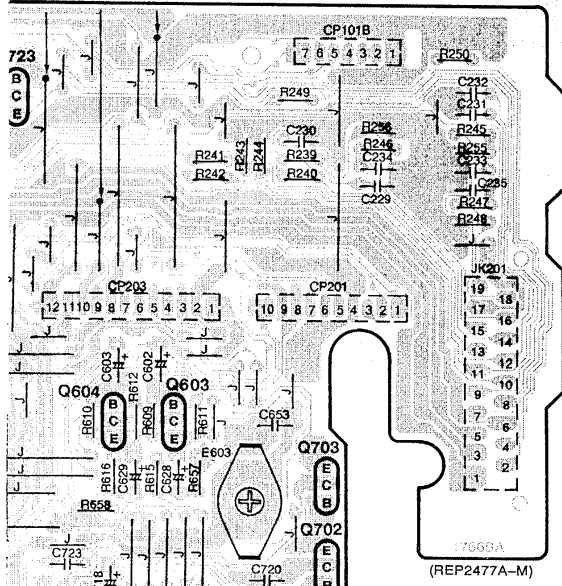 CP101B
7 6 5 4 3 2 1
R250
723
B
C
E
C232
C231
R249
R245
C230
R256
R241
R243
R244
R239
R246
R255
C234
C233
R242
R240
C235
C229
R247
R248
J
JK201
CP203
CP201
12 11 10 9 8 7 6 5 4 3 2 1
10 9 8 7 6 5 4 3 2 1
19
18
17
16
15
14
13
12
11
10
9
8
7
6
5
4
3
2
1
J
J
C603
C602
R612
Q604
Q603
R610
B
C
E
R609
B
C
E
R611
C653
E603
Q703
E
C
B
R616
C629
R615
C628
R657
R658
Q702
E
C
B
J
C723
C720
17660A
(REP2477A-M)